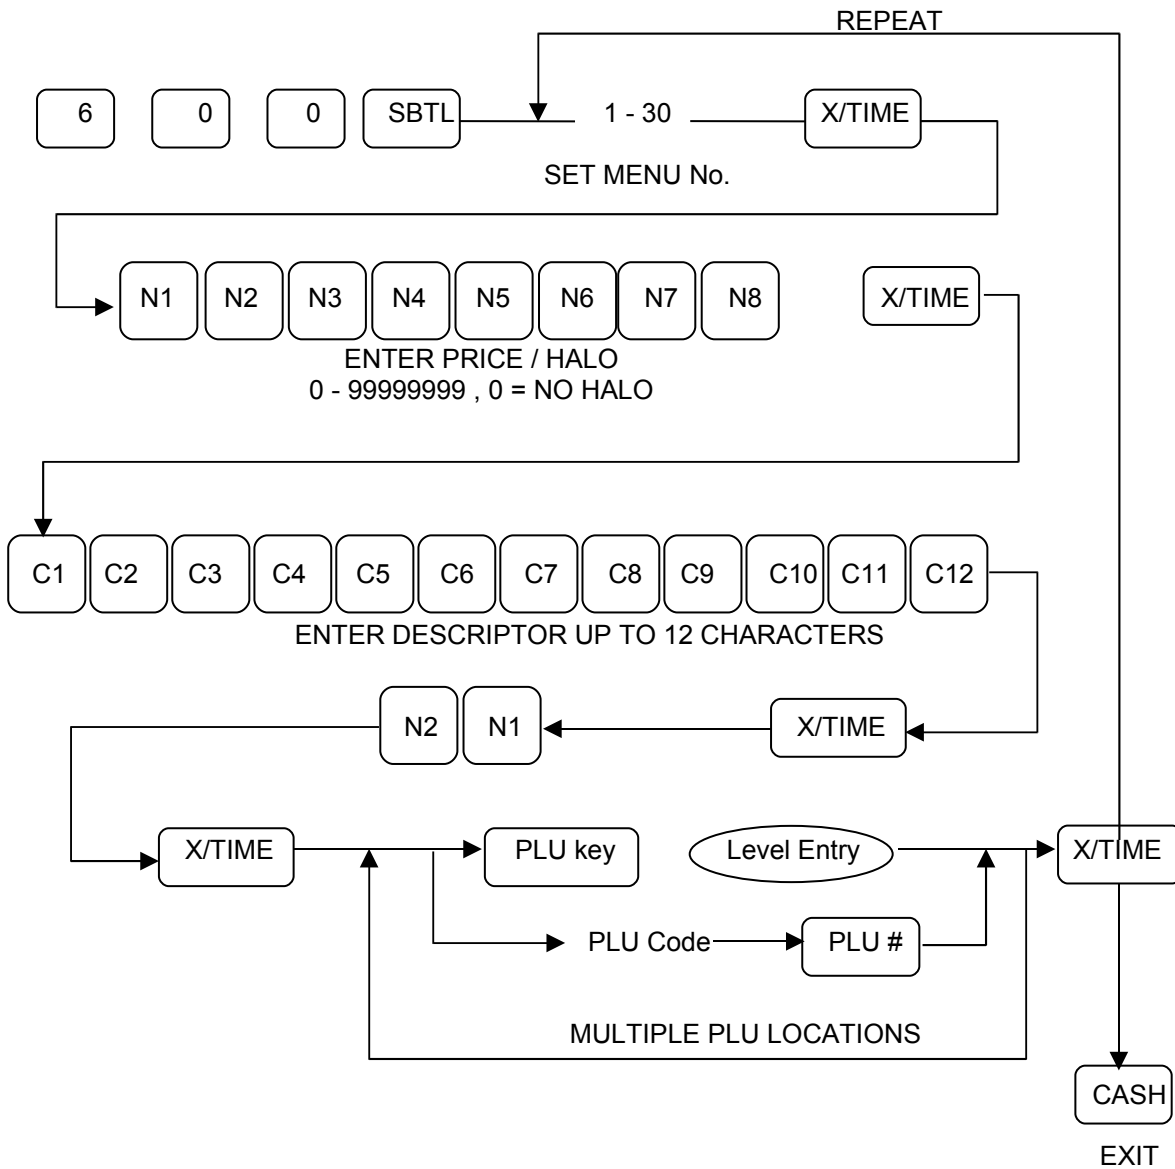 REPEAT
6 0 0 SBTL 1 - 30 X/TIME
SET MENU No.
N1 N2 N3 N4 N5 N6 N7 N8 X/TIME
ENTER PRICE / HALO
0 - 99999999 , 0 = NO HALO
C1 C2 C3 C4 C5 C6 C7 C8 C9 C10 C11 C12
ENTER DESCRIPTOR UP TO 12 CHARACTERS
N2 N1 X/TIME
X/TIME PLU key Level Entry X/TIME
PLU Code PLU #
MULTIPLE PLU LOCATIONS
CASH
EXIT